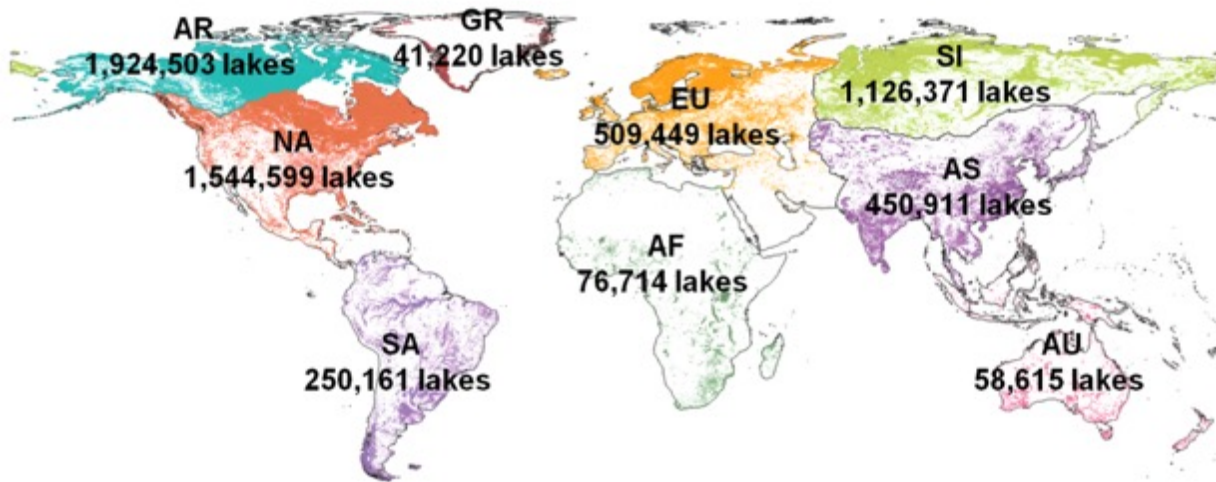 AR
1,924,503 lakes
GR
41,220 lakes
SI
1,126,371 lakes
EU
509,449 lakes
NA
1,544,599 lakes
AS
450,911 lakes
AF
76,714 lakes
SA
250,161 lakes
AU
58,615 lakes